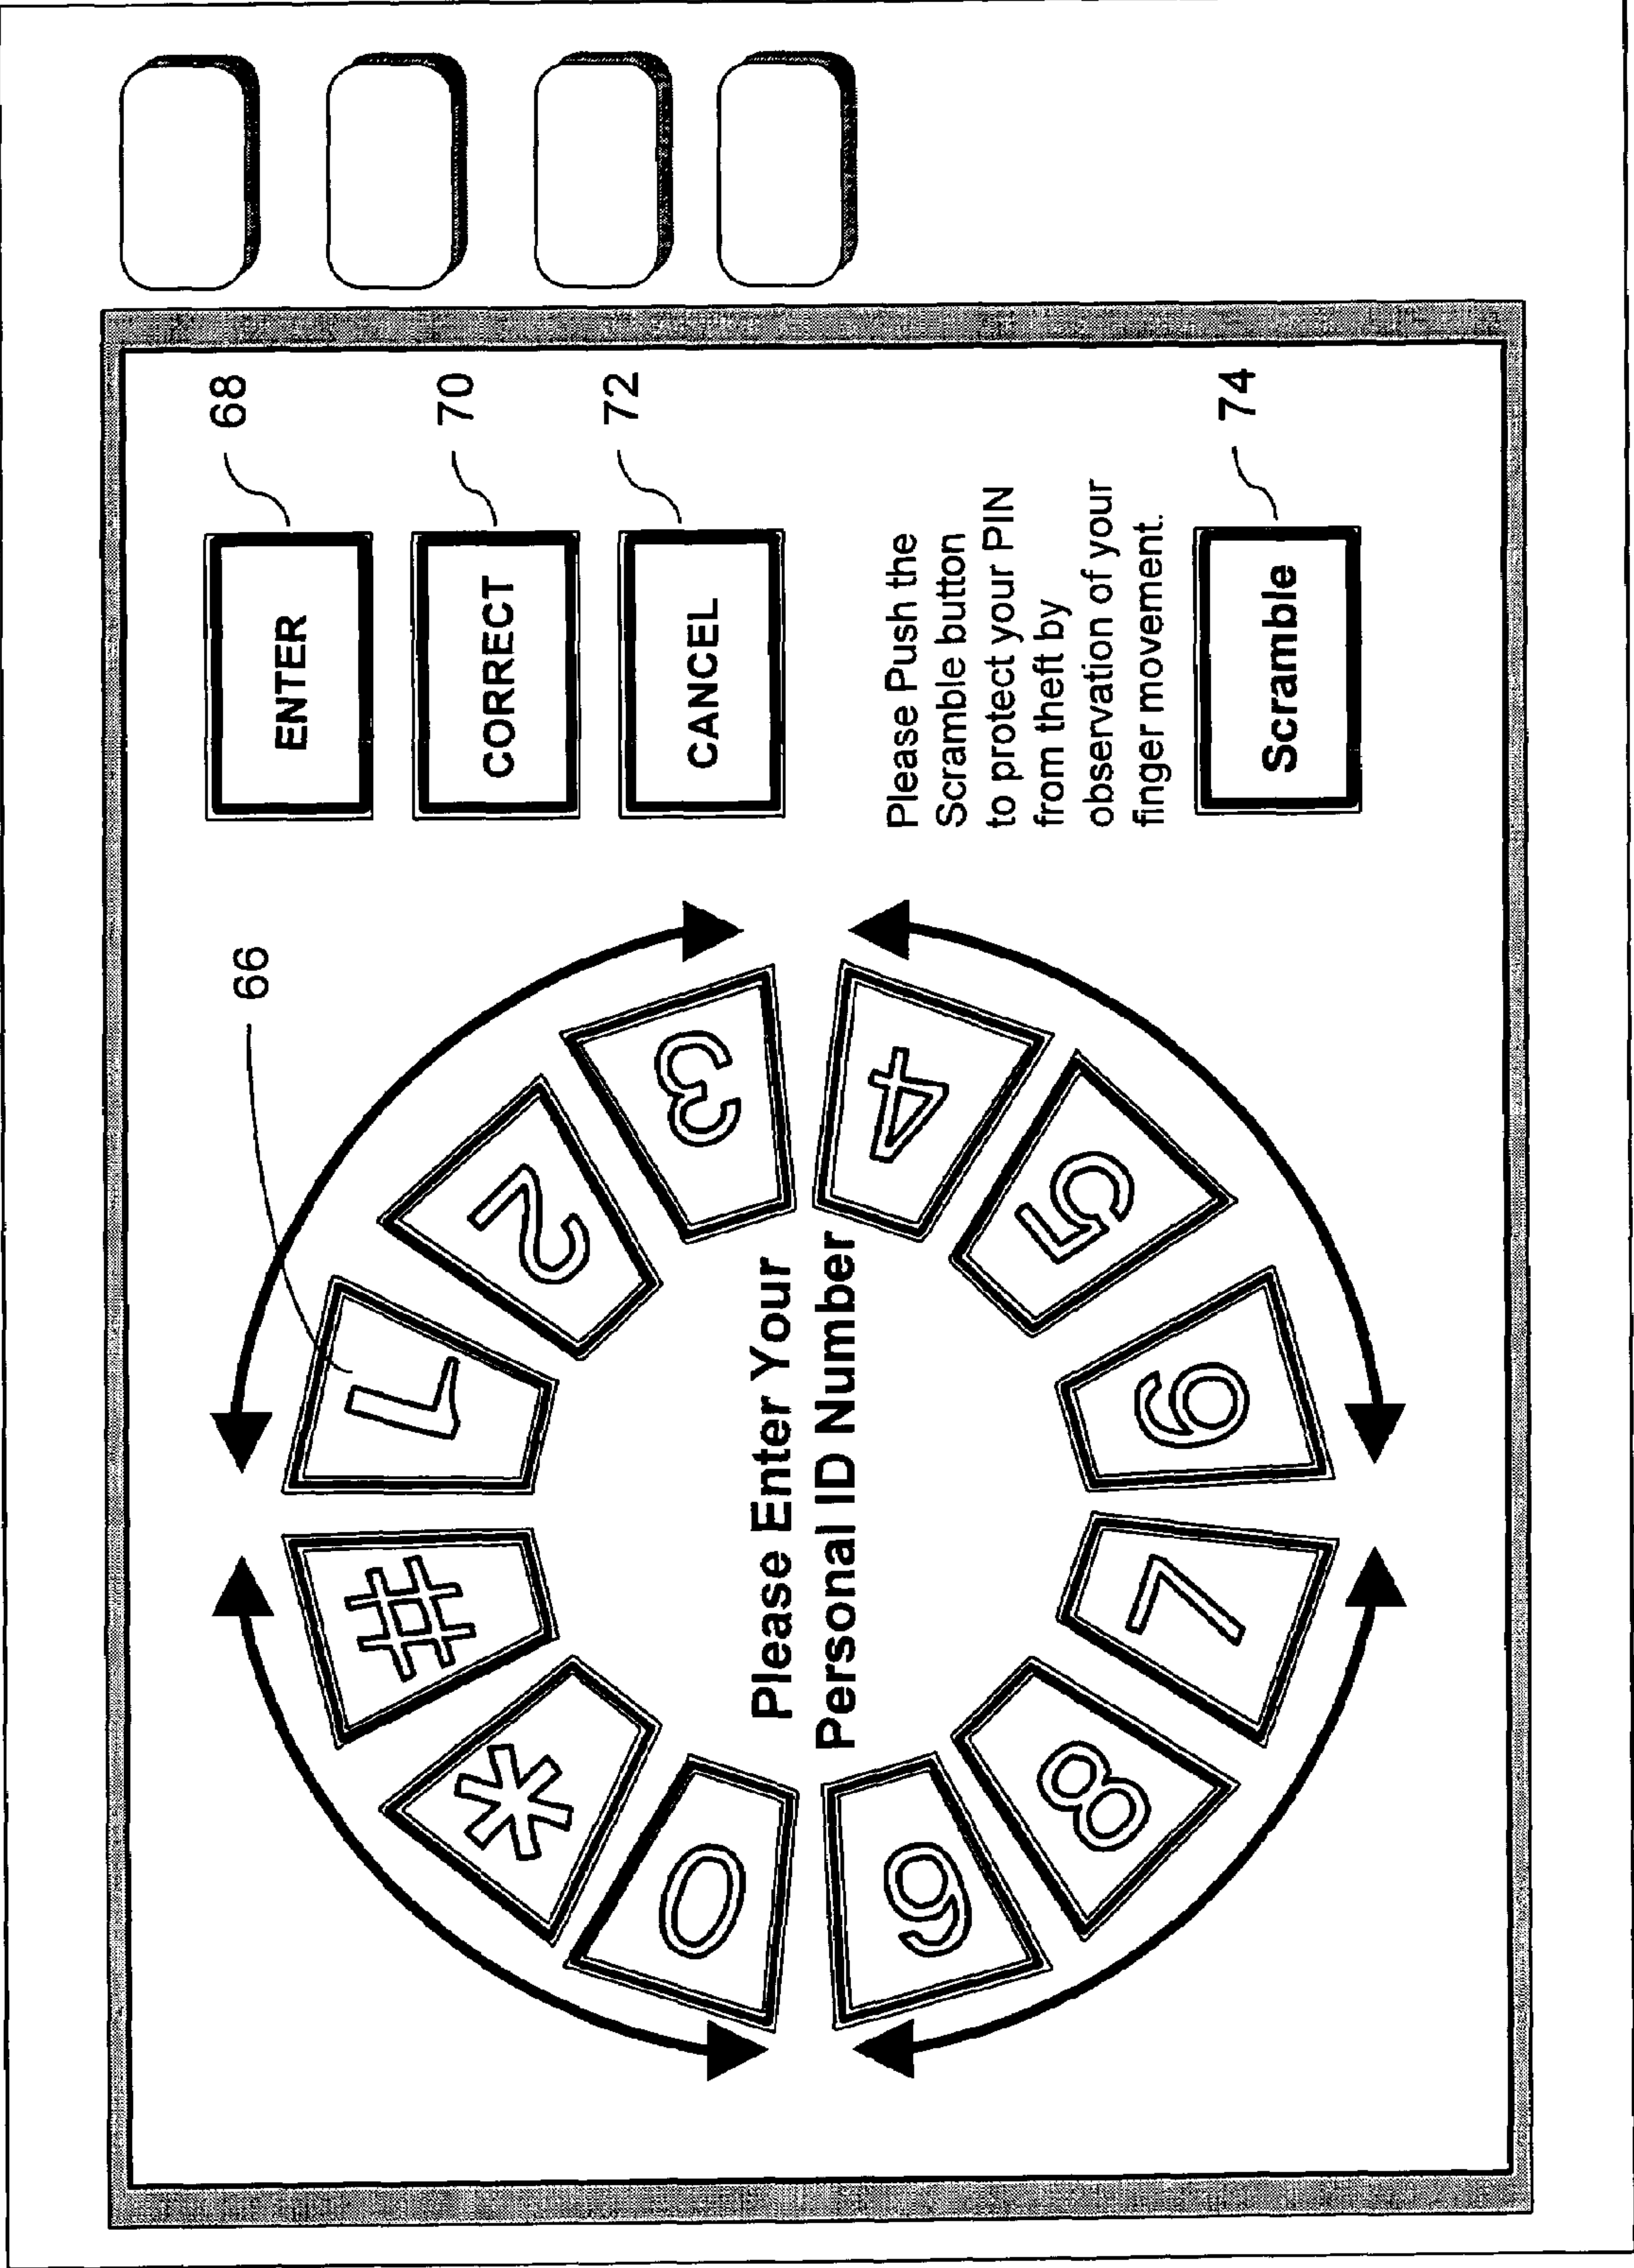 66
1
2
3
4
5
6
7
8
9
0
*
#
Please Enter Your
Personal ID Number
ENTER
68
CORRECT
70
CANCEL
72
Please Push the
Scramble button
to protect your PIN
from theft by
observation of your
finger movement.
Scramble
74